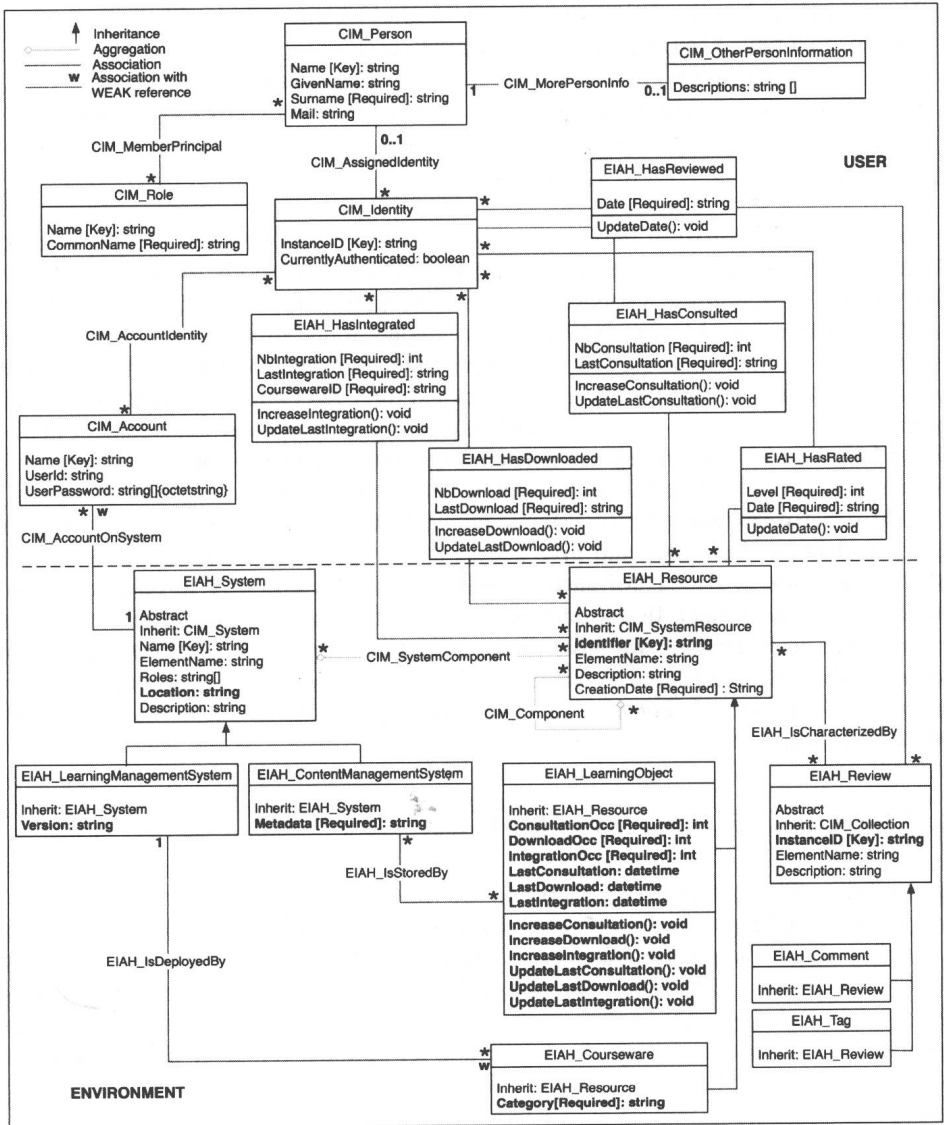 Inheritance
Aggregation
Association
w Association with
WEAK reference
CIM_Person
Name [Key]: string
GivenName: string
Surname [Required]: string
Mail: string
CIM_OtherPersonInformation
Descriptions: string []
1 CIM_MorePersonInfo 0..1
*
CIM_MemberPrincipal
*
0..1
CIM_AssignedIdentity
*
USER
CIM_Role
Name [Key]: string
CommonName [Required]: string
CIM_Identity
InstanceID [Key]: string
CurrentlyAuthenticated: boolean
*
*
*
*
*
*
EIAH_HasReviewed
Date [Required]: string
UpdateDate(): void
CIM_AccountIdentity
*
EIAH_HasIntegrated
NbIntegration [Required]: int
LastIntegration [Required]: string
CoursewareID [Required]: string
IncreaseIntegration(): void
UpdateLastIntegration(): void
EIAH_HasConsulted
NbConsultation [Required]: int
LastConsultation [Required]: string
IncreaseConsultation(): void
UpdateLastConsultation(): void
CIM_Account
Name [Key]: string
UserId: string
UserPassword: string[]{octetstring}
* w
CIM_AccountOnSystem
1
EIAH_HasDownloaded
NbDownload [Required]: int
LastDownload [Required]: string
IncreaseDownload(): void
UpdateLastDownload(): void
EIAH_HasRated
Level [Required]: int
Date [Required]: string
UpdateDate(): void
* *
EIAH_System
Abstract
Inherit: CIM_System
Name [Key]: string
ElementName: string
Roles: string[]
Location: string
Description: string
*
*
* CIM_SystemComponent *
EIAH_Resource
Abstract
Inherit: CIM_SystemResource
Identifier [Key]: string
ElementName: string
Description: string
CreationDate [Required] : String
CIM_Component *
*
EIAH_IsCharacterizedBy
* *
EIAH_LearningManagementSystem
Inherit: EIAH_System
Version: string
1
EIAH_ContentManagementSystem
Inherit: EIAH_System
Metadata [Required]: string
*
EIAH_IsStoredBy
*
EIAH_LearningObject
Inherit: EIAH_Resource
ConsultationOcc [Required]: int
DownloadOcc [Required]: int
IntegrationOcc [Required]: int
LastConsultation: datetime
LastDownload: datetime
LastIntegration: datetime
IncreaseConsultation(): void
IncreaseDownload(): void
IncreaseIntegration(): void
UpdateLastConsultation(): void
UpdateLastDownload(): void
UpdateLastIntegration(): void
EIAH_Review
Abstract
Inherit: CIM_Collection
InstanceID [Key]: string
ElementName: string
Description: string
EIAH_IsDeployedBy
EIAH_Comment
Inherit: EIAH_Review
EIAH_Tag
Inherit: EIAH_Review
*
w
EIAH_Courseware
Inherit: EIAH_Resource
Category[Required]: string
ENVIRONMENT